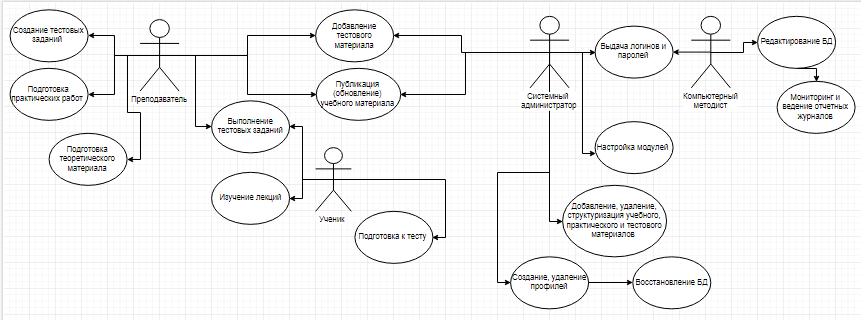 Создание тестовых
заданий
Подготовка
практических работ
Подготовка
теоретического
материала
Преподаватель
Добавление
тестового
материала
Публикация
(обновление)
учебного материала
Выполнение
тестовых заданий
Изучение лекций
Ученик
Подготовка к тесту
Системный
администратор
Выдача логинов и
паролей
Компьютерный
методист
Редактирование БД
Мониторинг и
ведение отчетных
журналов
Настройка модулей
Добавление, удаление,
структуризация учебного,
практического и тестового
материалов
Создание, удаление
профилей
Восстановление БД